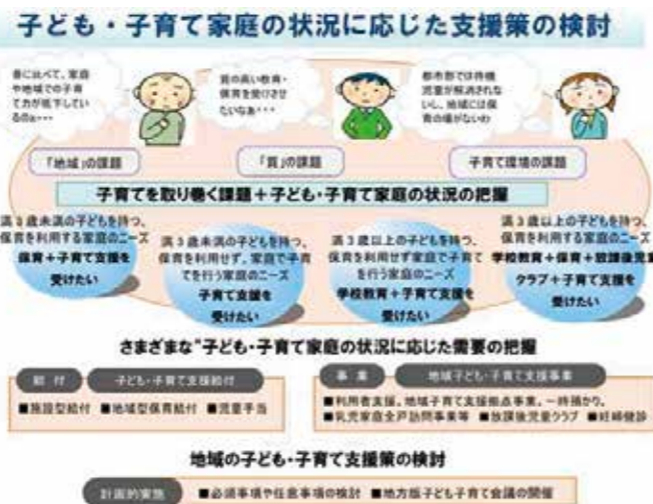 子ども・子育て家庭の状況に応じた支援策の検討
昔に比べて、家庭
や地域での子育
て力が低下してい
るのぉ・・・
質の高い教育・
保育を受けさせ
たいなあ・・・
都市部では待機
児童が解消されな
いし、地域には保
育の場がないわ
「地域」の課題
「質」の課題
子育て環境の課題
子育てを取り巻く課題+子ども・子育て家庭の状況の把握
満3歳未満の子どもを持つ、
保育を利用する家庭のニーズ
保育+子育て支援を
受けたい
満3歳未満の子どもを持つ、
保育を利用せず、家庭で子育
てを行う家庭のニーズ
子育て支援を
受けたい
満3歳以上の子どもを持つ、
保育を利用せず家庭で子育て
を行う家庭のニーズ
学校教育+子育て支援を
受けたい
満3歳以上の子どもを持つ、
保育を利用する家庭のニーズ
学校教育+保育+放課後児童
クラブ+子育て支援を
受けたい
さまざまな"子ども・子育て家庭の状況に応じた需要の把握
給付 子ども・子育て支援給付
■施設型給付 ■地域型保育給付 ■児童手当
事業 地域子ども・子育て支援事業
■利用者支援、地域子育て支援拠点事業、一時預かり、
■乳児家庭全戸訪問事業等 ■放課後児童クラブ ■妊婦健診
地域の子ども・子育て支援策の検討
計画的実施 ■必須事項や任意事項の検討 ■地方版子ども子育て会議の開催